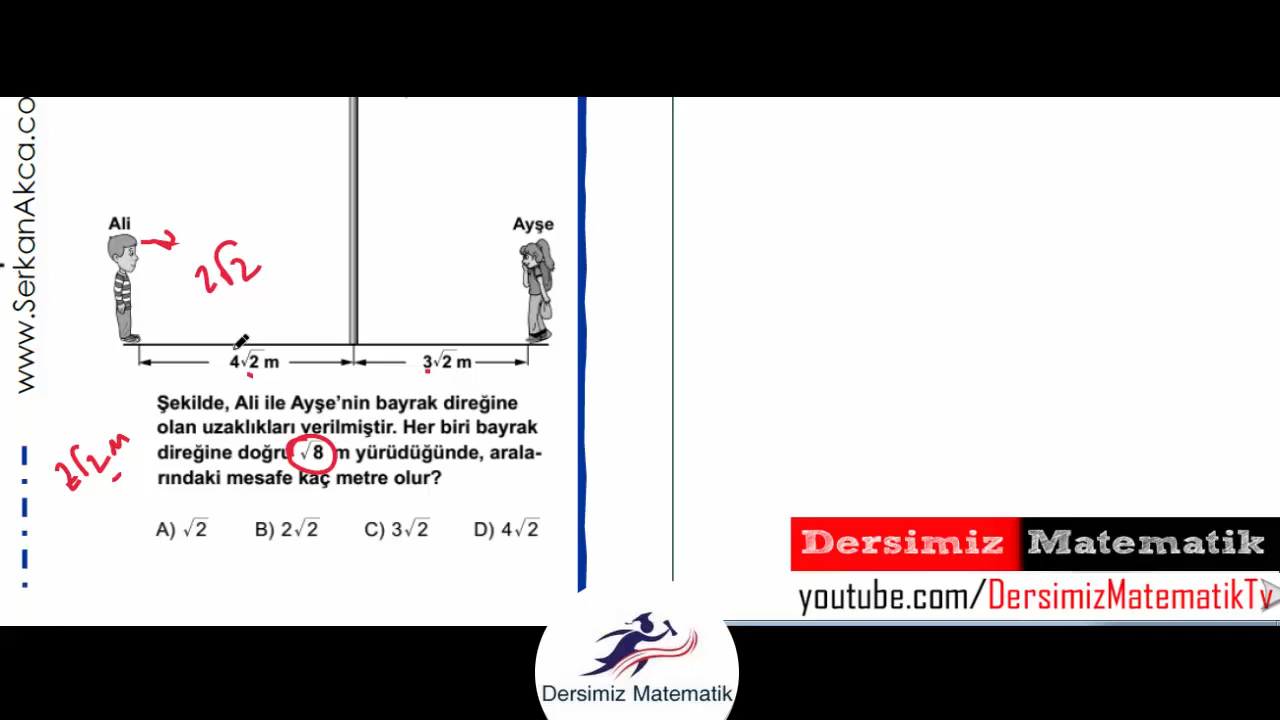 www.SerkanAkca.co
Ali
Ayşe
2√2
4√2 m
3√2 m
Şekilde, Ali ile Ayşe'nin bayrak direğine
olan uzaklıkları verilmiştir. Her biri bayrak
direğine doğru √8 m yürüdüğünde, arala-
rındaki mesafe kaç metre olur?
2√2 m
A) √2 B) 2√2 C) 3√2 D) 4√2
Dersimiz Matematik
youtube.com/DersimizMatematikTv
Dersimiz Matematik